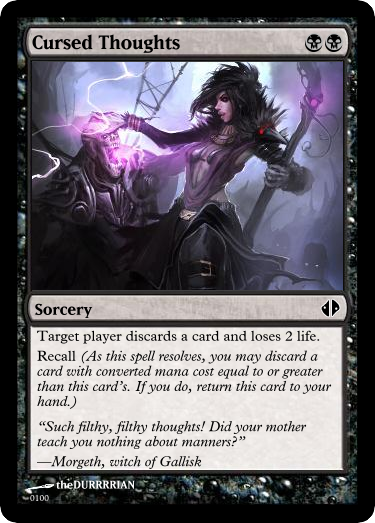 Cursed Thoughts
Sorcery
Target player discards a card and loses 2 life.
Recall (As this spell resolves, you may discard a
card with converted mana cost equal to or greater
than this card's. If you do, return this card to your
hand.)
“Such filthy, filthy thoughts! Did your mother
teach you nothing about manners?”
—Morgeth, witch of Gallisk
theDURRRRIAN
0100